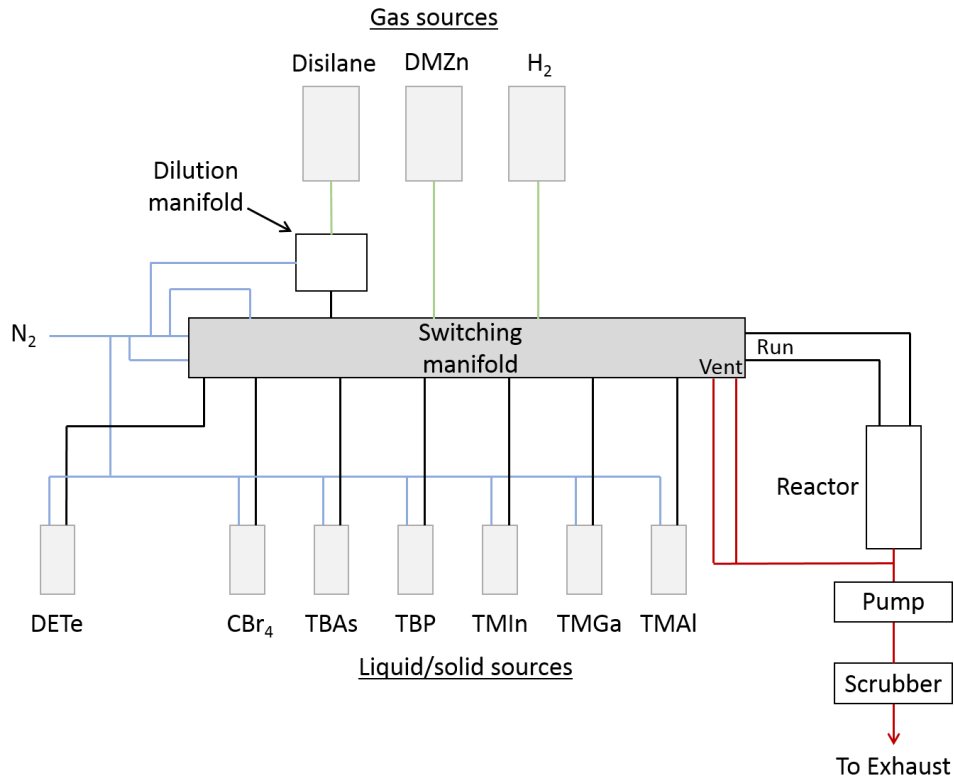 Gas sources
Disilane DMZn H₂
Dilution
manifold
N₂
Switching
manifold
Run
Vent
Reactor
Pump
DETe CBr₄ TBAs TBP TMIn TMGa TMAl
Liquid/solid sources
Scrubber
To Exhaust